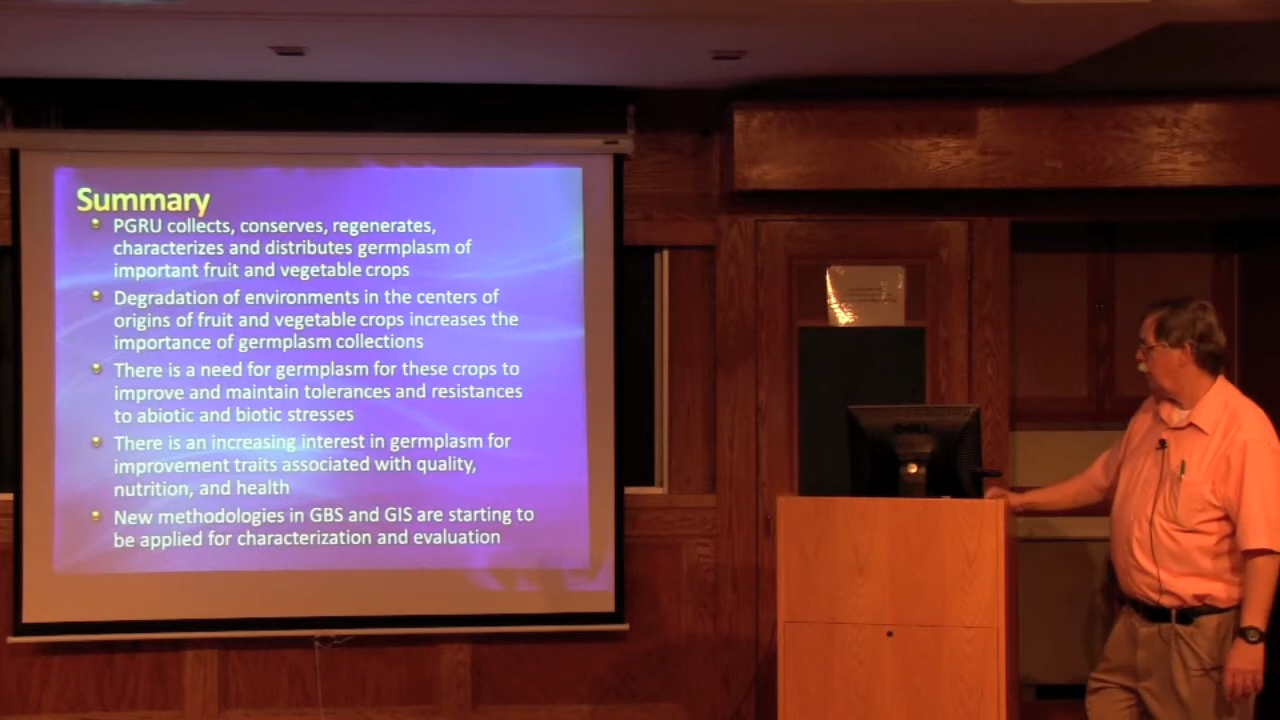 Summary
PGRU collects, conserves, regenerates,
characterizes and distributes germplasm of
important fruit and vegetable crops
Degradation of environments in the centers of
origins of fruit and vegetable crops increases the
importance of germplasm collections
There is a need for germplasm for these crops to
improve and maintain tolerances and resistances
to abiotic and biotic stresses
There is an increasing interest in germplasm for
improvement traits associated with quality,
nutrition, and health
New methodologies in GBS and GIS are starting to
be applied for characterization and evaluation
DELL